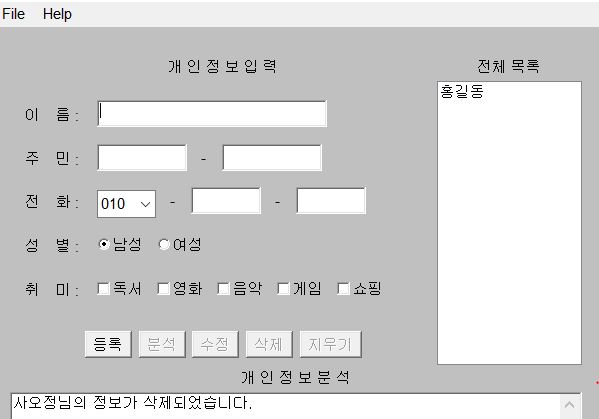 File Help
개 인 정 보 입 력
전체 목록
홍길동
이 름 :
주 민 : -
전 화 : 010 - -
성 별 : 남성 여성
취 미 : 독서 영화 음악 게임 쇼핑
등록 분석 수정 삭제 지우기
개 인 정 보 분 석
사오정님의 정보가 삭제되었습니다.